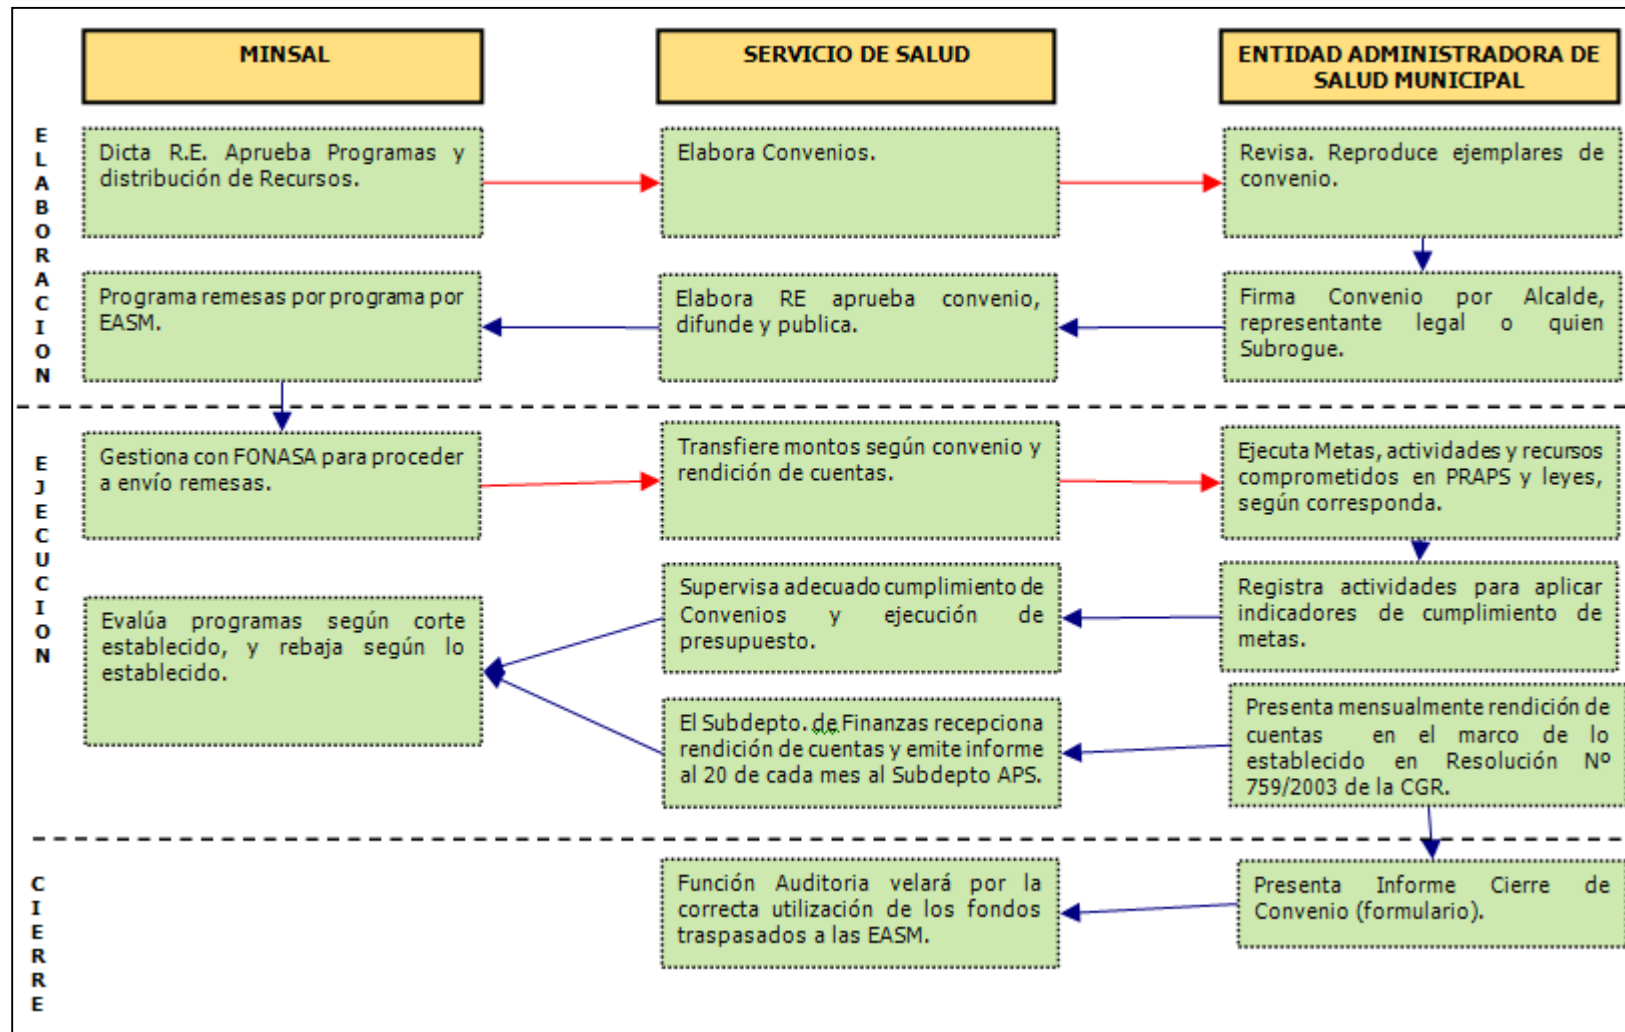 MINSAL
SERVICIO DE SALUD
ENTIDAD ADMINISTRADORA DE
SALUD MUNICIPAL
ELABORACION
Dicta R.E. Aprueba Programas y
distribución de Recursos.
Elabora Convenios.
Revisa. Reproduce ejemplares de
convenio.
Programa remesas por programa por
EASM.
Elabora RE aprueba convenio,
difunde y publica.
Firma Convenio por Alcalde,
representante legal o quien
Subrogue.
EJECUCION
Gestiona con FONASA para proceder
a envío remesas.
Transfiere montos según convenio y
rendición de cuentas.
Ejecuta Metas, actividades y recursos
comprometidos en PRAPS y leyes,
según corresponda.
Evalúa programas según corte
establecido, y rebaja según lo
establecido.
Supervisa adecuado cumplimiento de
Convenios y ejecución de
presupuesto.
Registra actividades para aplicar
indicadores de cumplimiento de
metas.
El Subdepto. de Finanzas recepciona
rendición de cuentas y emite informe
al 20 de cada mes al Subdepto APS.
Presenta mensualmente rendición de
cuentas en el marco de lo
establecido en Resolución Nº
759/2003 de la CGR.
CIERRE
Función Auditoria velará por la
correcta utilización de los fondos
traspasados a las EASM.
Presenta Informe Cierre de
Convenio (formulario).